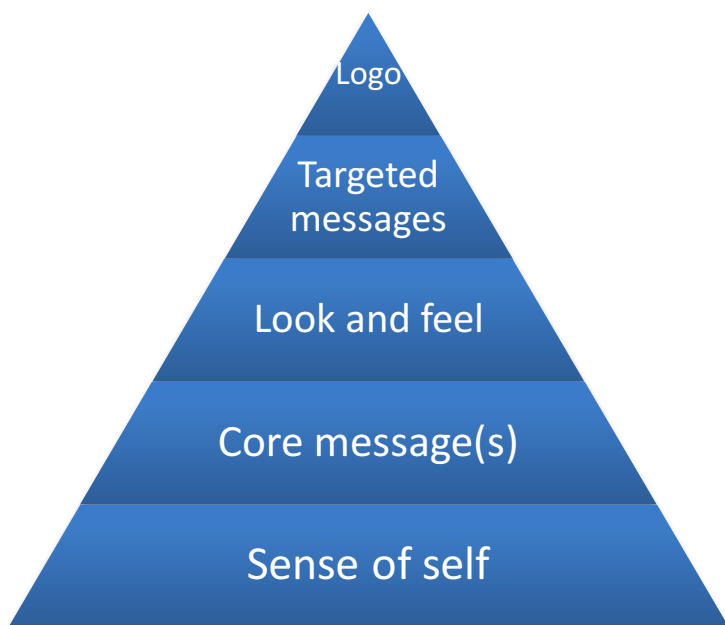 Logo
Targeted
messages
Look and feel
Core message(s)
Sense of self